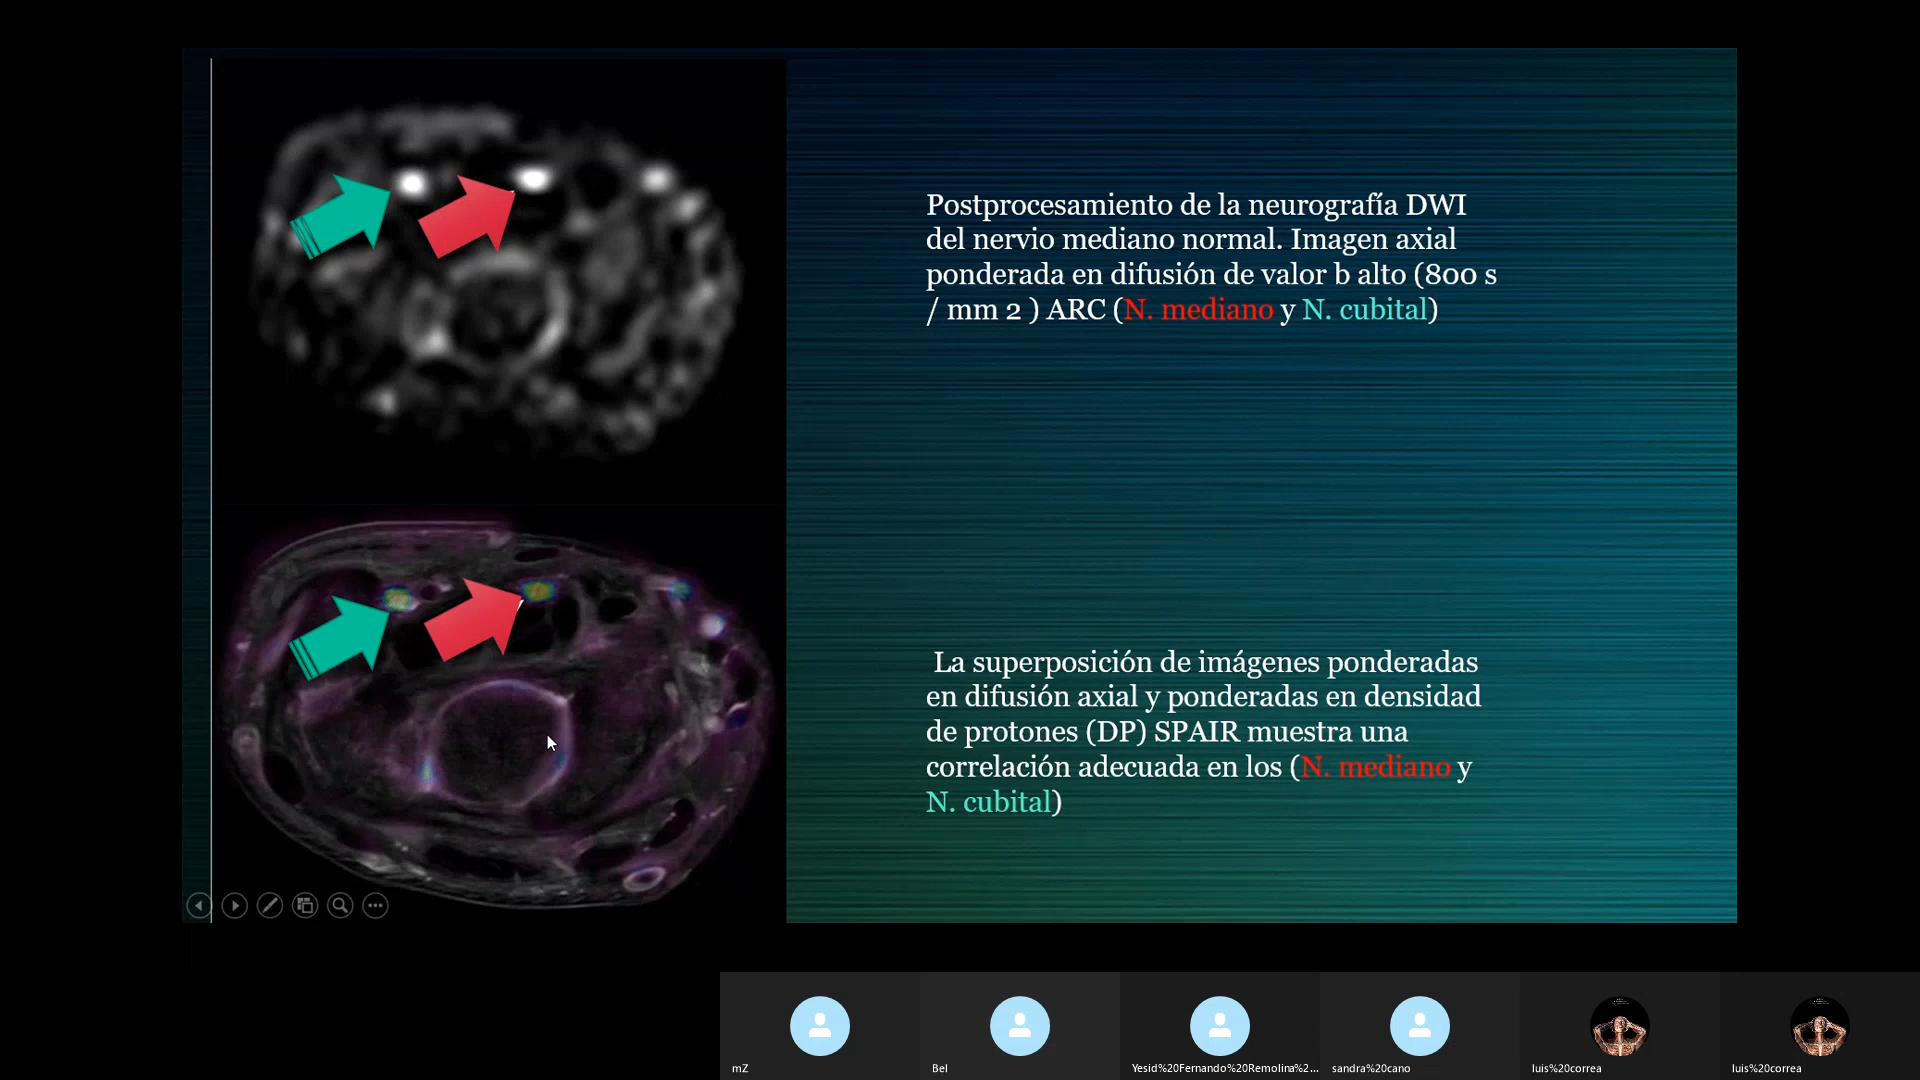 Postprocesamiento de la neurografía DWI
del nervio mediano normal. Imagen axial
ponderada en difusión de valor b alto (800 s
/ mm 2 ) ARC (N. mediano y N. cubital)
La superposición de imágenes ponderadas
en difusión axial y ponderadas en densidad
de protones (DP) SPAIR muestra una
correlación adecuada en los (N. mediano y
N. cubital)
mZ
Bel
Yesid%20Fernando%20Remolina%2...
sandra%20cano
luis%20correa
luis%20correa